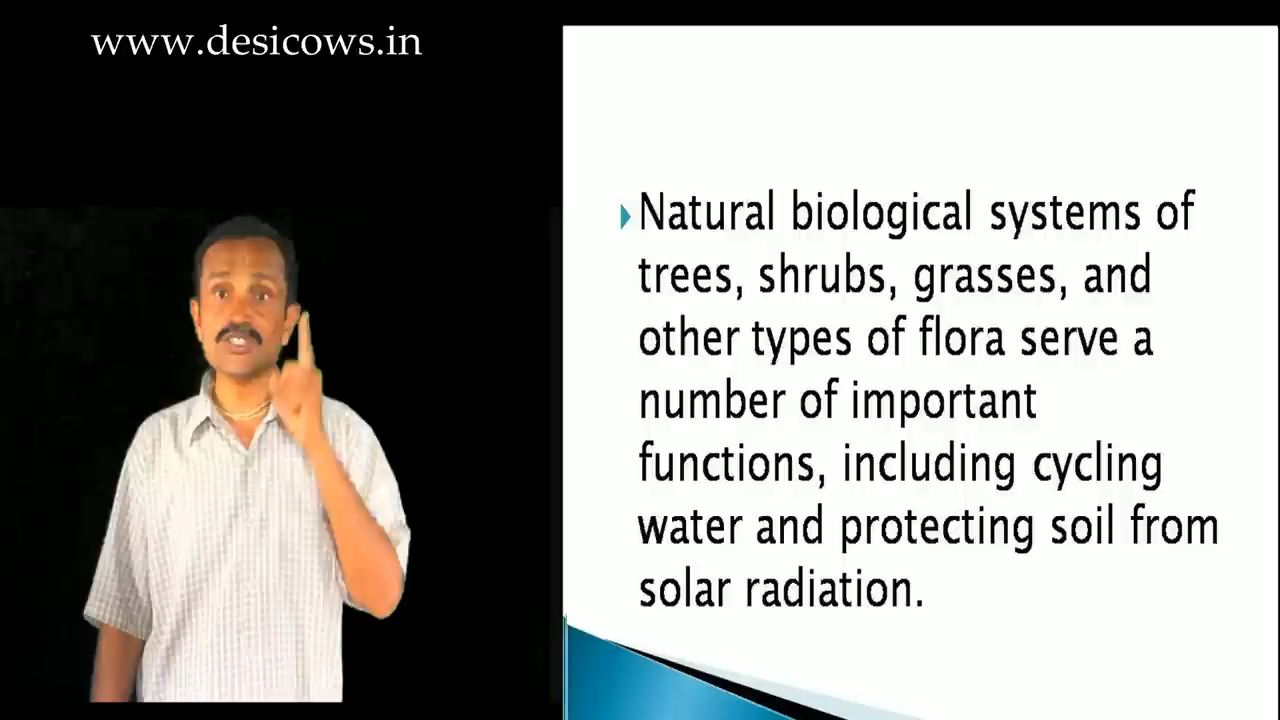 www.desicows.in
Natural biological systems of
trees, shrubs, grasses, and
other types of flora serve a
number of important
functions, including cycling
water and protecting soil from
solar radiation.